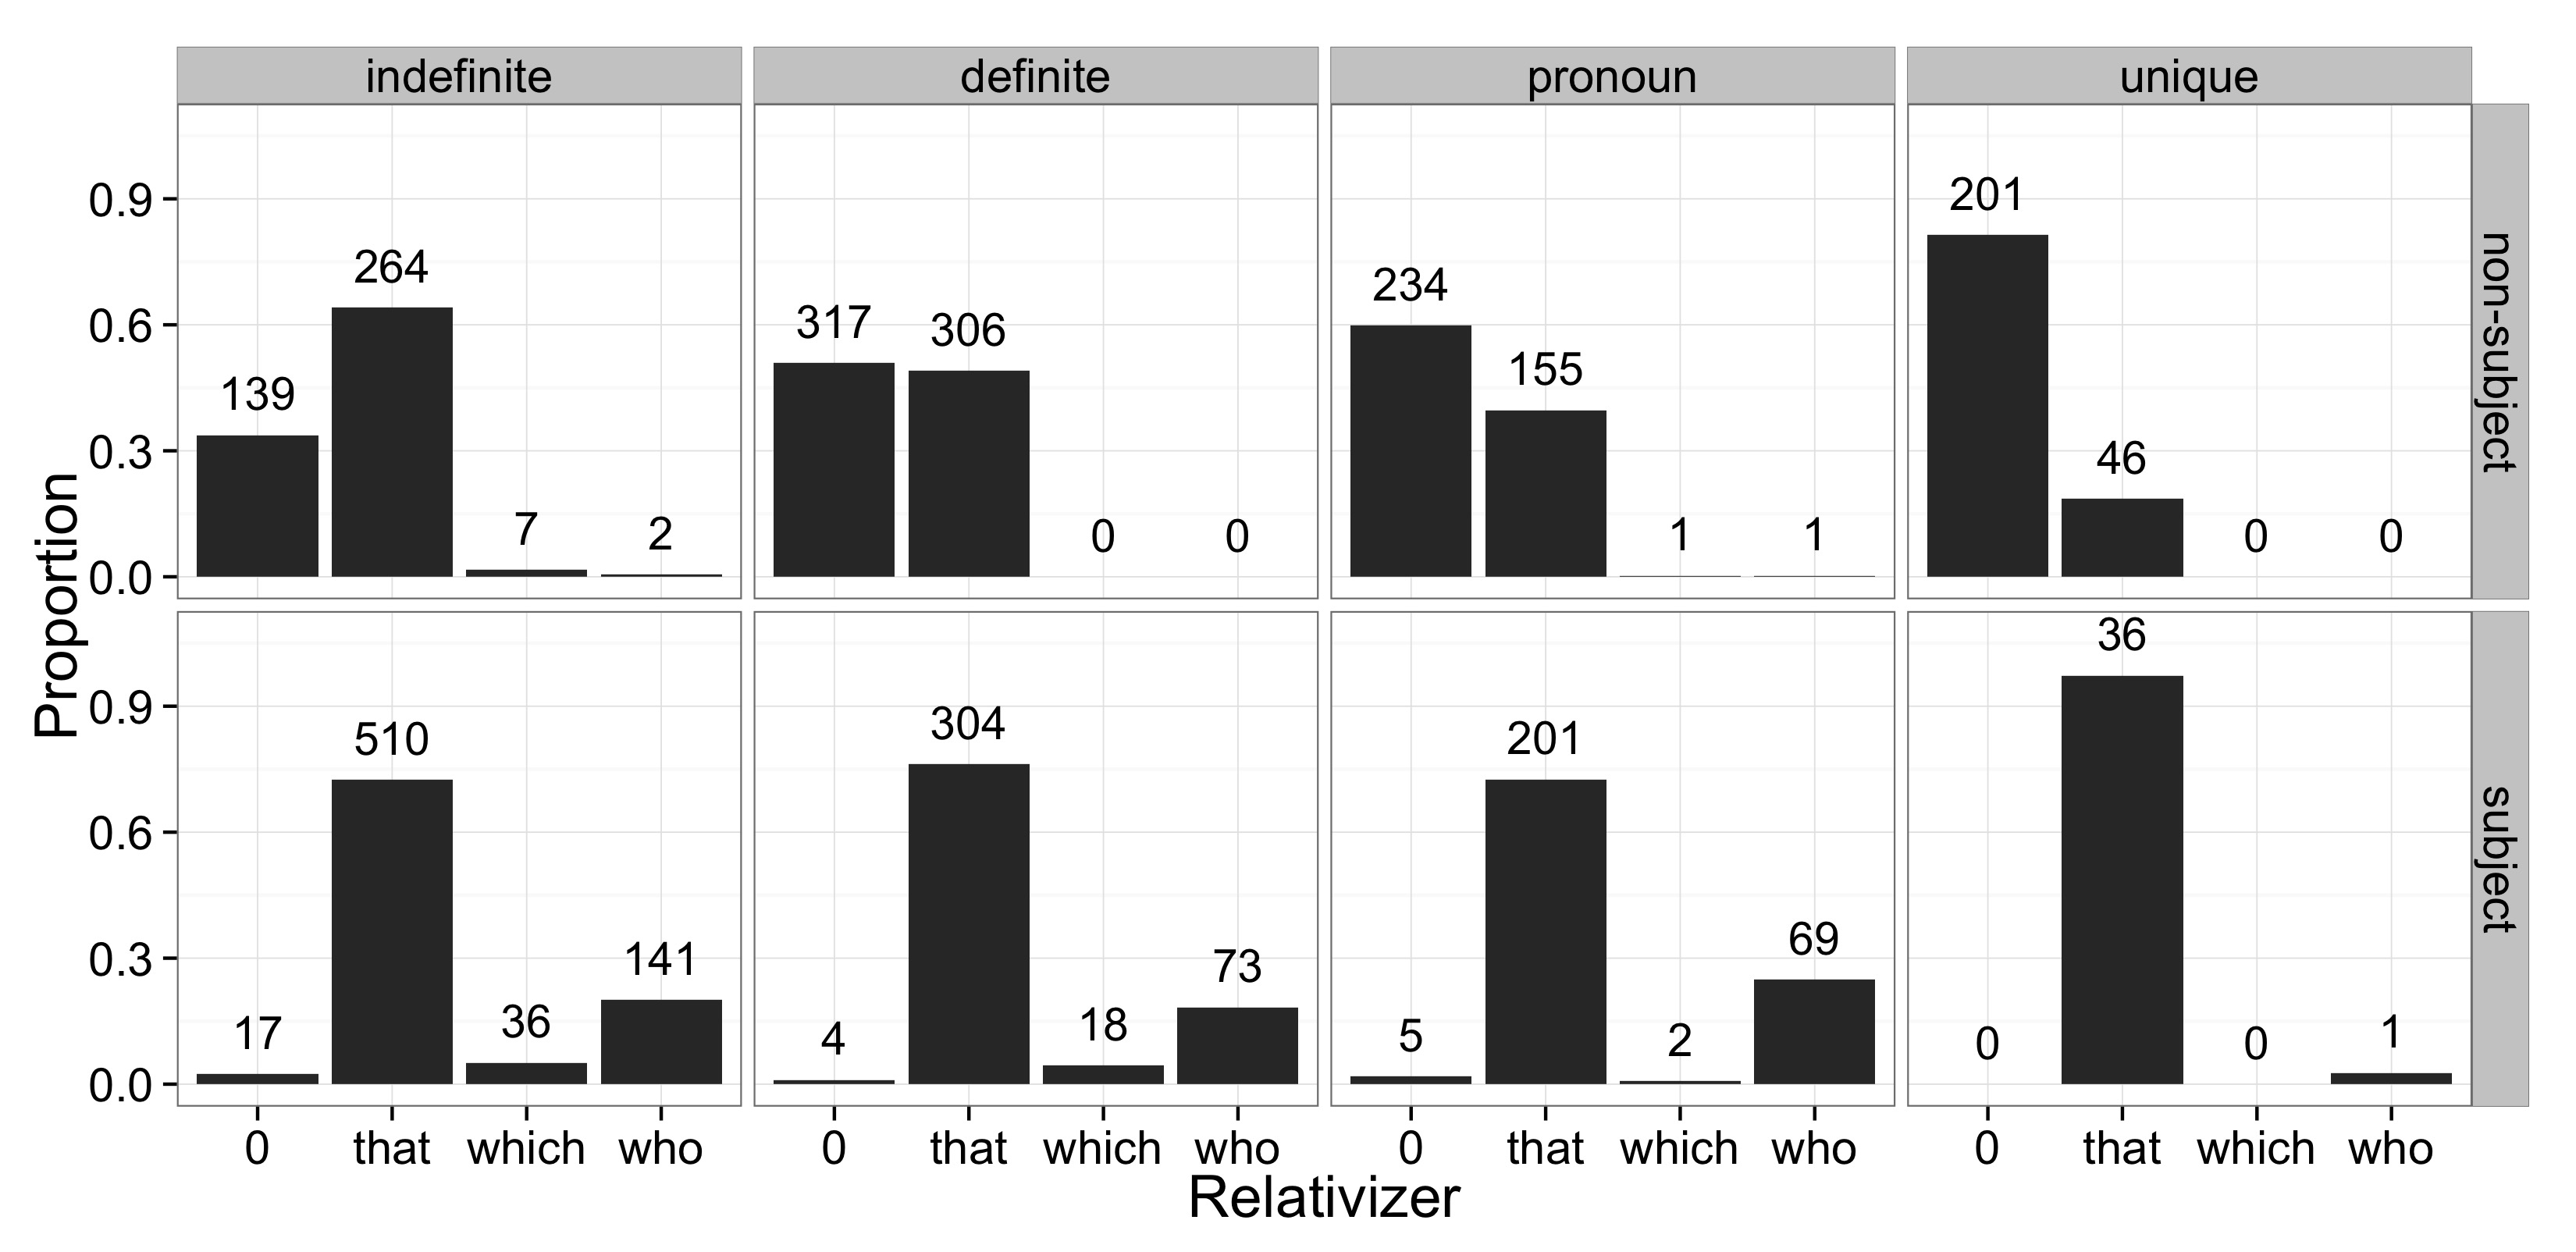 indefinite definite pronoun unique
Proportion
non-subject
0.9
0.6
0.3
0.0
139 264 7 2
317 306 0 0
234 155 1 1
201 46 0 0
subject
0.9
0.6
0.3
0.0
17 510 36 141
4 304 18 73
5 201 2 69
0 36 0 1
0 that which who 0 that which who 0 that which who 0 that which who
Relativizer